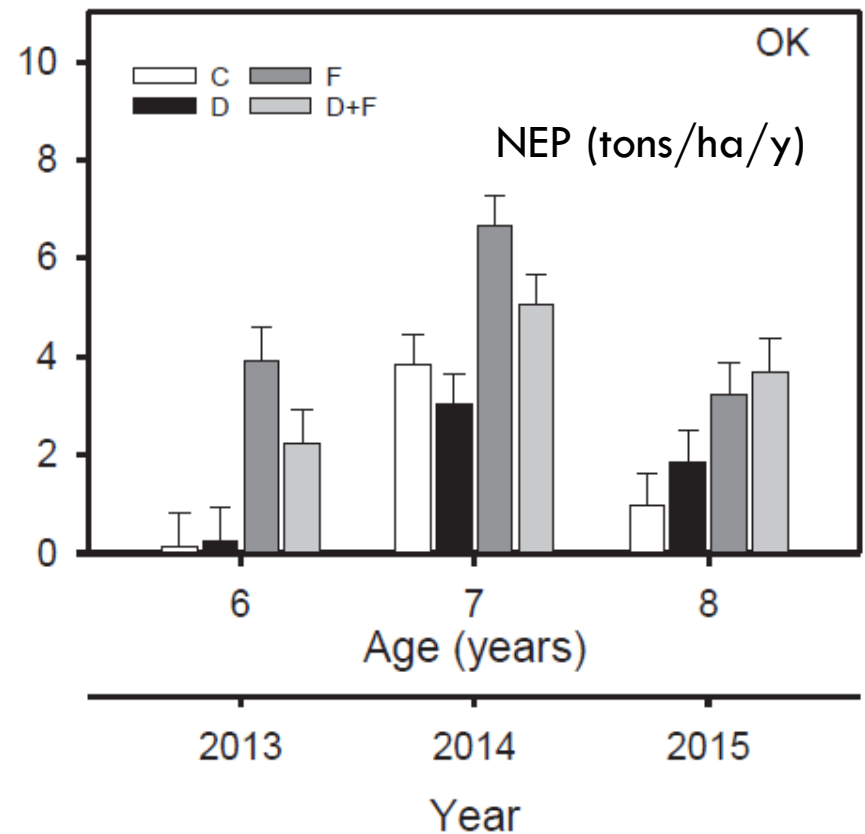 OK
10
C F
D D+F
NEP (tons/ha/y)
8
6
4
2
0
6 7 8
Age (years)
2013 2014 2015
Year